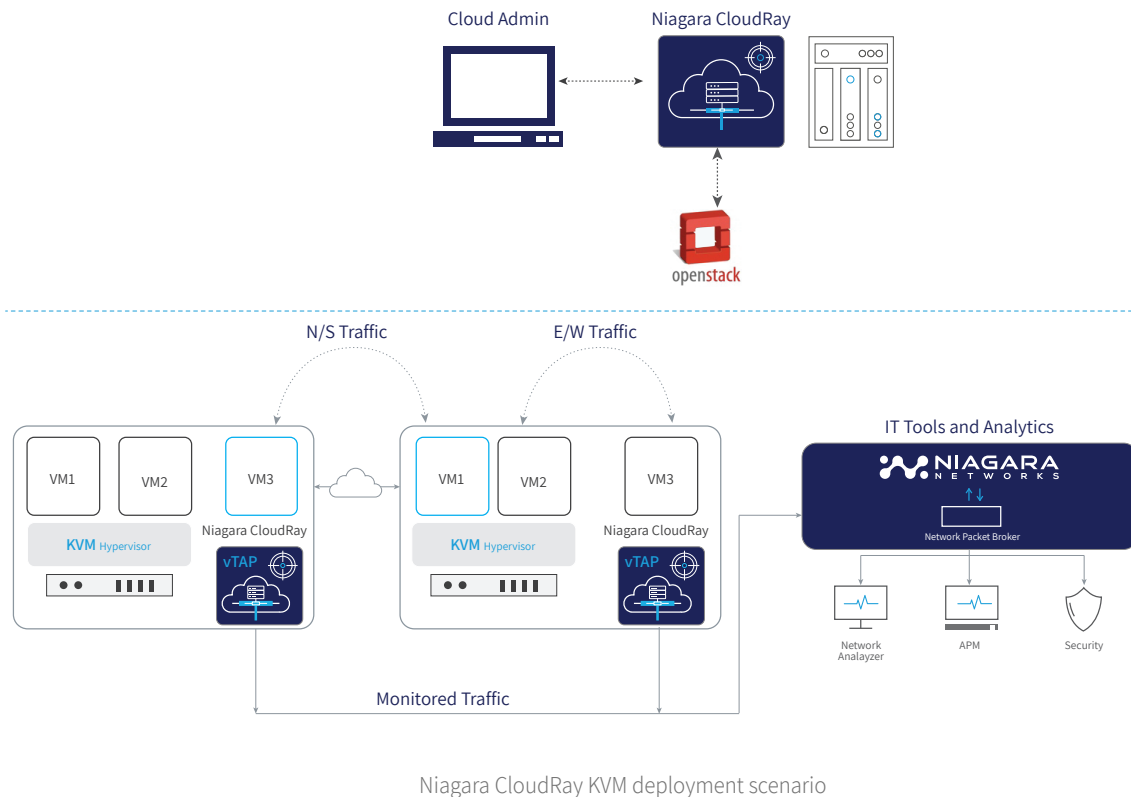 Cloud Admin
Niagara CloudRay
openstack
N/S Traffic
E/W Traffic
VM1
VM2
VM3
VM1
VM2
VM3
KVM Hypervisor
Niagara CloudRay
KVM Hypervisor
Niagara CloudRay
vTAP
vTAP
IT Tools and Analytics
NIAGARA
NETWORKS
Network Packet Broker
Network
Analayzer
APM
Security
Monitored Traffic
Niagara CloudRay KVM deployment scenario